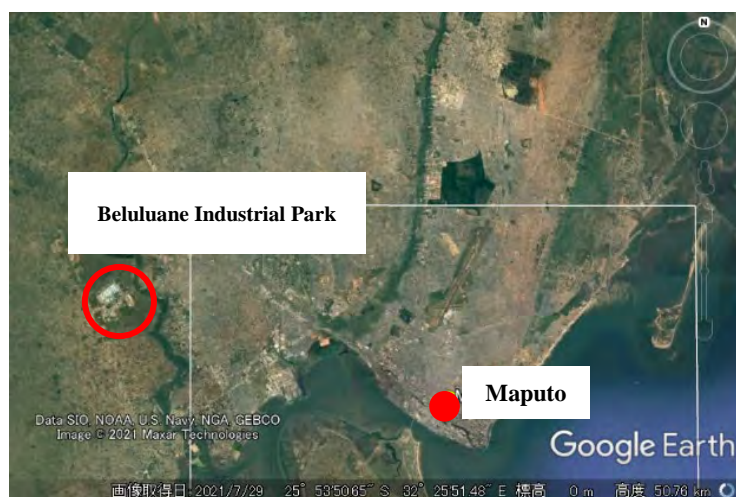 N
Beluluane Industrial Park
Maputo
Data SIO, NOAA, U.S. Navy, NGA, GEBCO
Image © 2021 Maxar Technologies
Google Earth
画像取得日: 2021/7/29 25° 53'50.65" S 32° 25'51.48" E 標高 0 m 高度 50.76 km